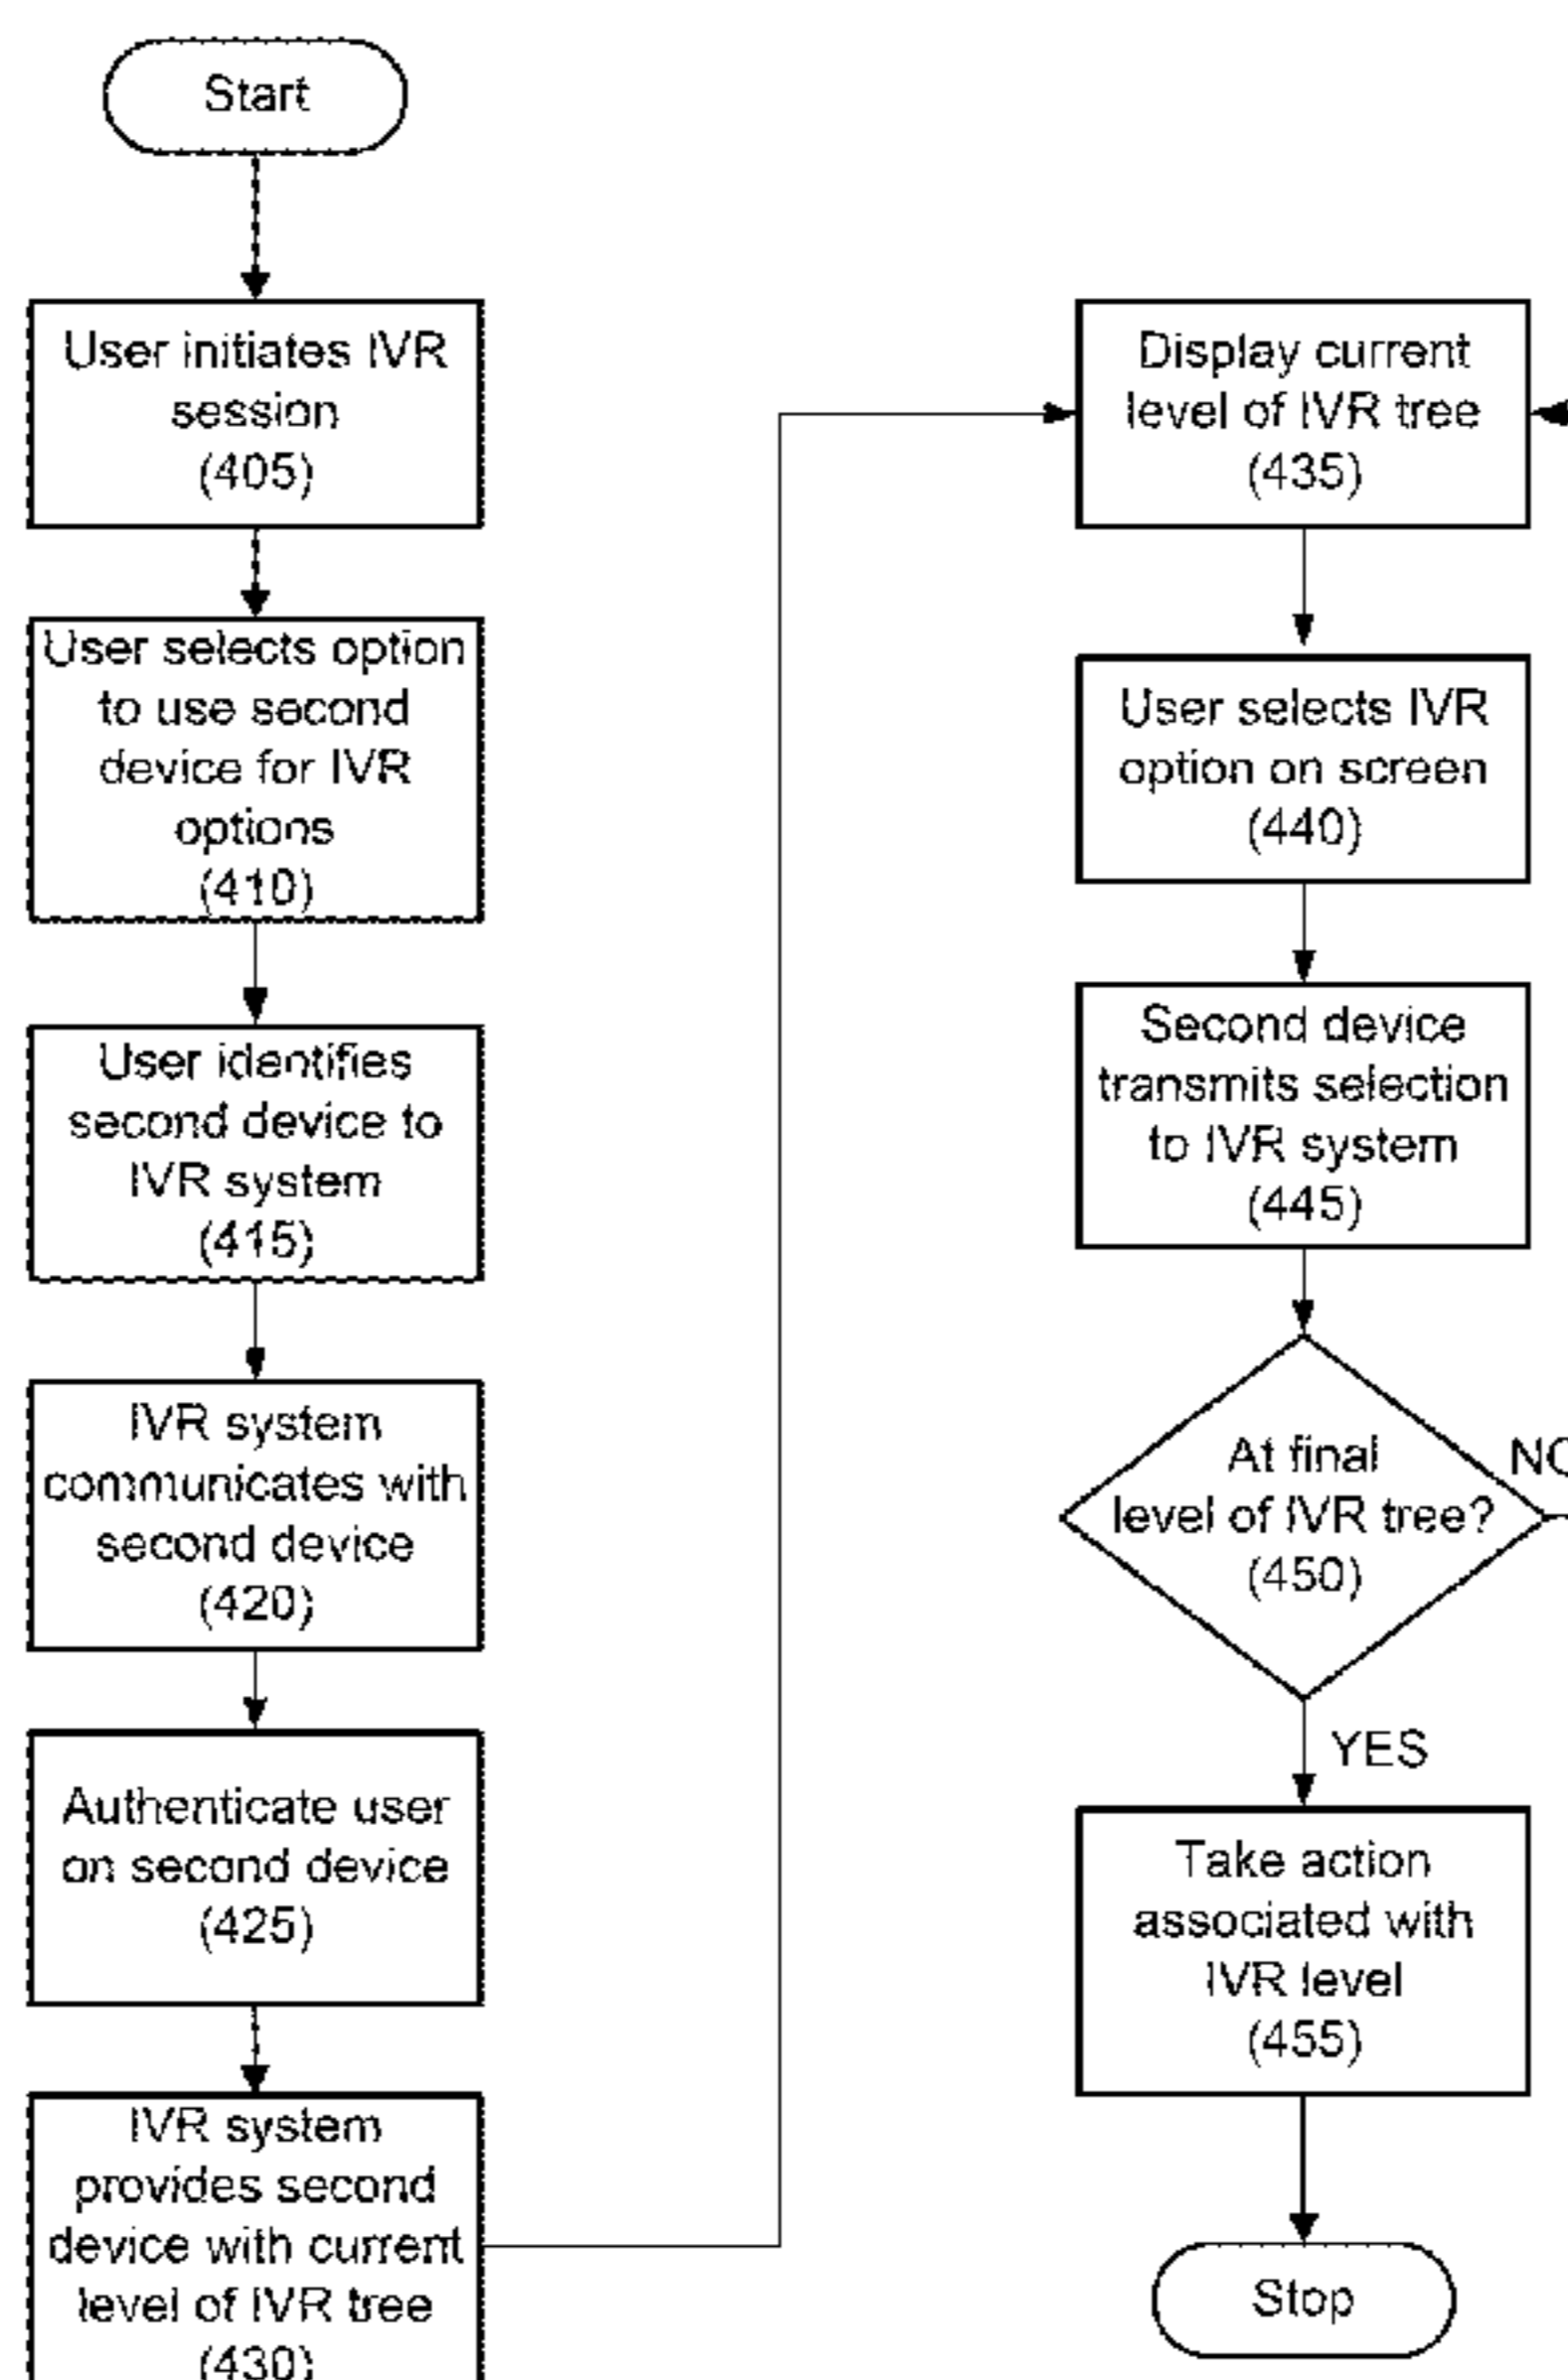 Start
User initiates IVR
session
(405)
User selects option
to use second
device for IVR
options
(410)
User identifies
second device to
IVR system
(415)
IVR system
communicates with
second device
(420)
Authenticate user
on second device
(425)
IVR system
provides second
device with current
level of IVR tree
(430)
Display current
level of IVR tree
(435)
User selects IVR
option on screen
(440)
Second device
transmits selection
to IVR system
(445)
At final
level of IVR tree?
(450)
NO
YES
Take action
associated with
IVR level
(455)
Stop